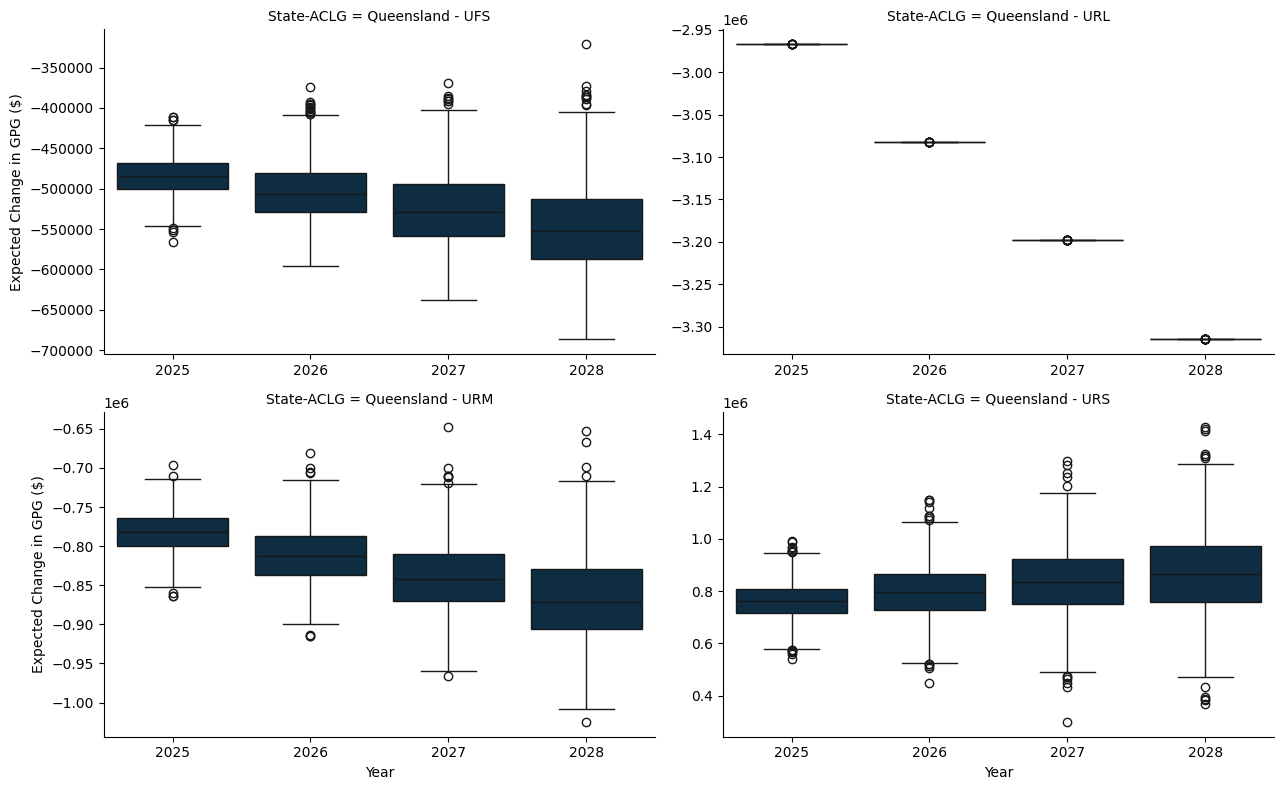 State-ACLG = Queensland - UFS
Expected Change in GPG ($)
−350000
−400000
−450000
−500000
−550000
−600000
−650000
−700000
2025 2026 2027 2028
State-ACLG = Queensland - URL
1e6
−2.95
−3.00
−3.05
−3.10
−3.15
−3.20
−3.25
−3.30
2025 2026 2027 2028
State-ACLG = Queensland - URM
1e6
Expected Change in GPG ($)
−0.65
−0.70
−0.75
−0.80
−0.85
−0.90
−0.95
−1.00
2025 2026 2027 2028
Year
State-ACLG = Queensland - URS
1e6
1.4
1.2
1.0
0.8
0.6
0.4
2025 2026 2027 2028
Year